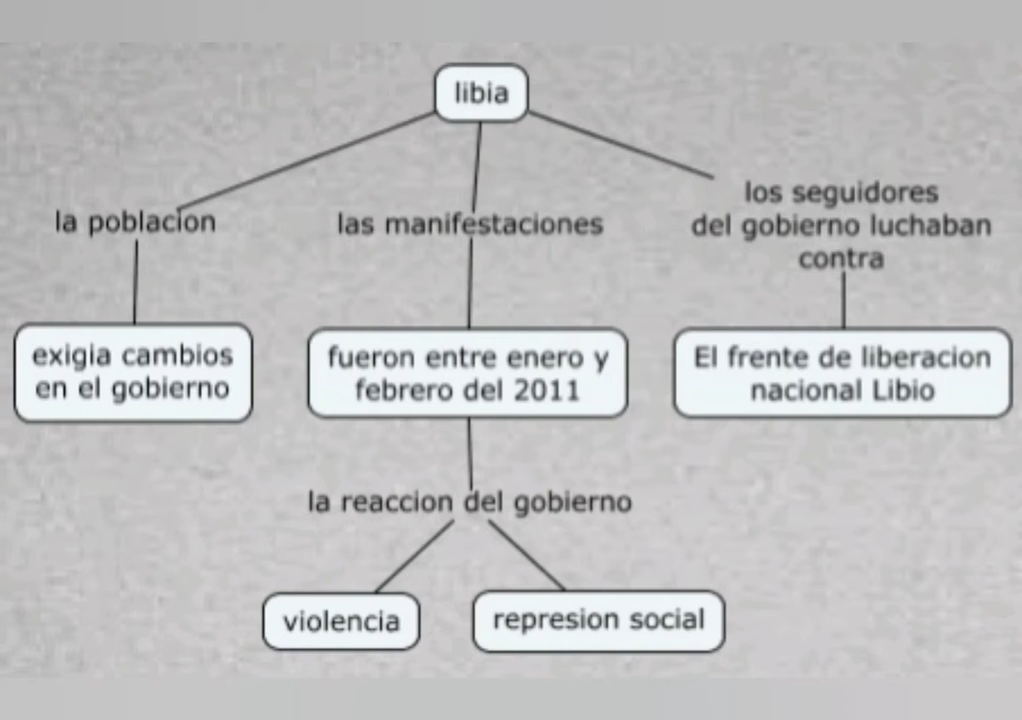 libia
la poblacion
las manifestaciones
los seguidores
del gobierno luchaban
contra
exigia cambios
en el gobierno
fueron entre enero y
febrero del 2011
El frente de liberacion
nacional Libio
la reaccion del gobierno
violencia
represion social